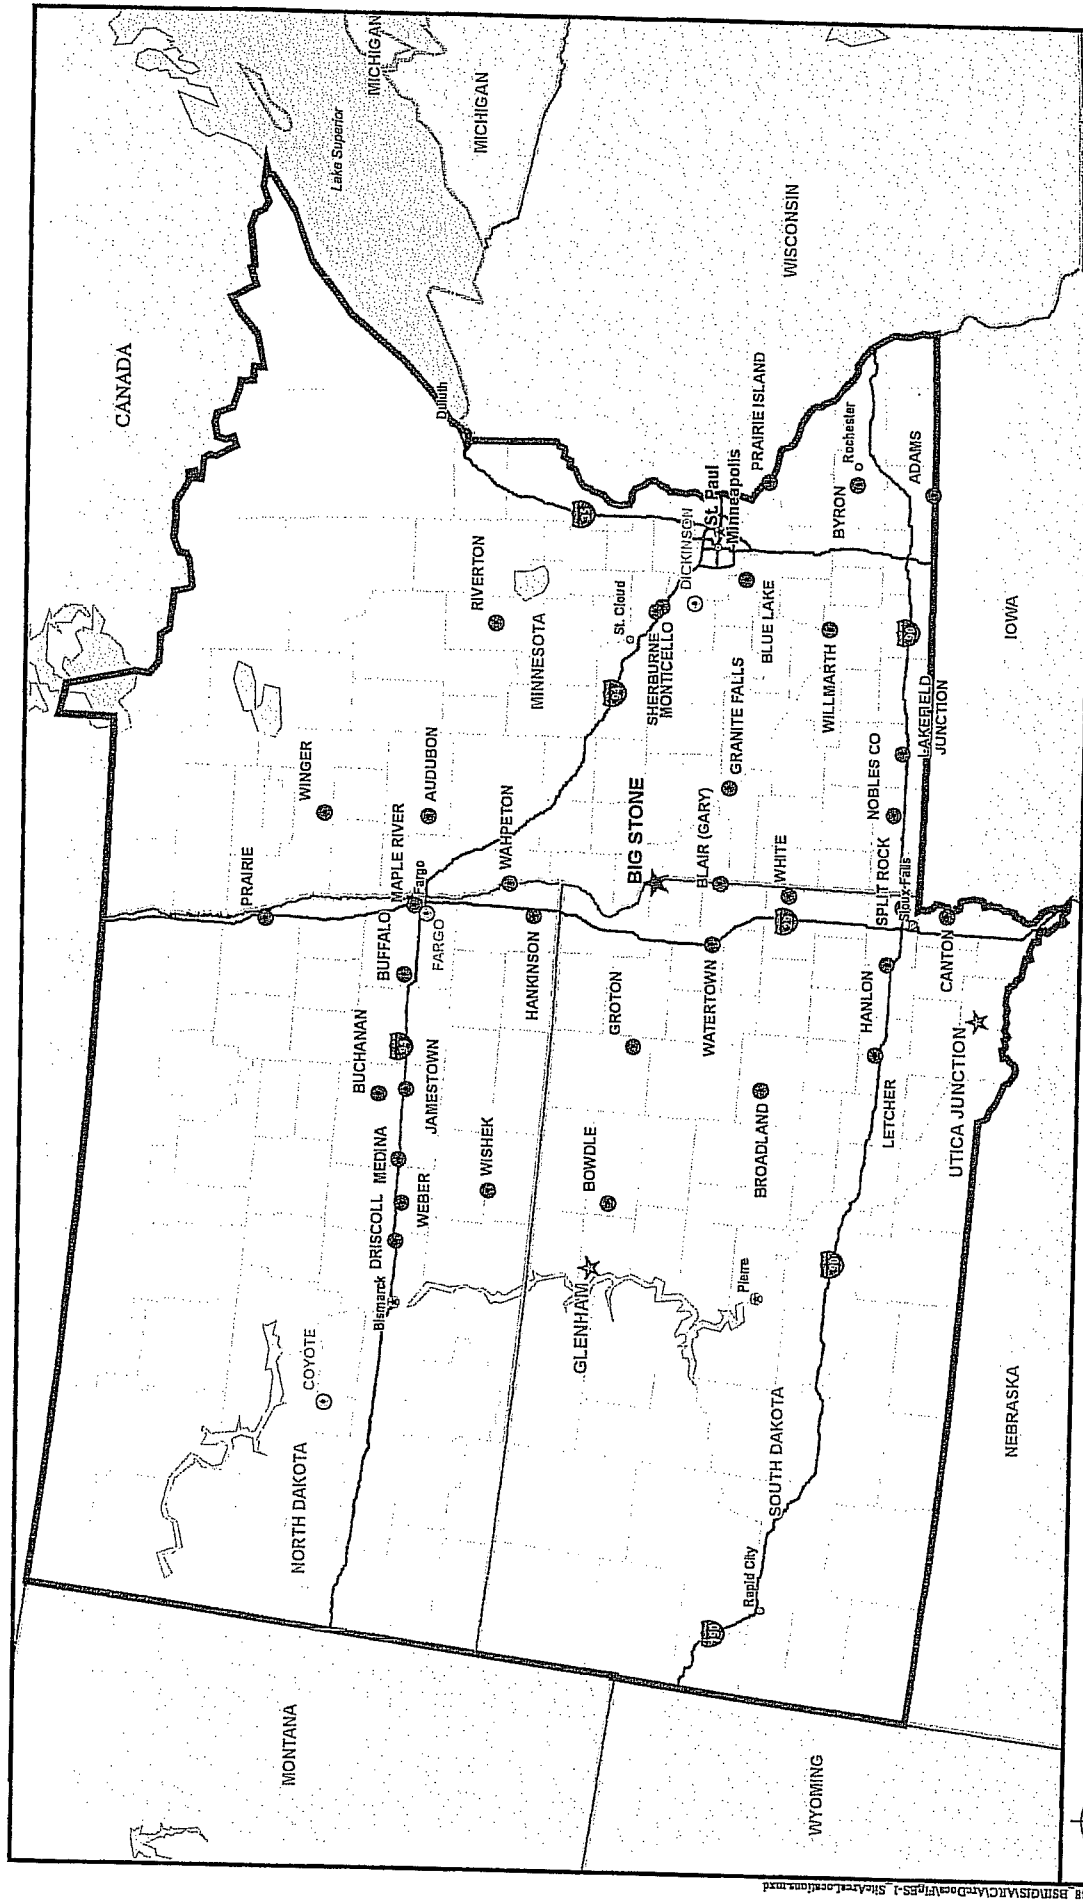 CANADA
MICHIGAN
Lake Superior
MICHIGAN
WISCONSIN
Duluth
PRAIRIE
WINGER
RIVERTON
MINNESOTA
AUDUBON
MAPLE RIVER
Fargo
FARGO
BUFFALO
BUCHANAN
JAMESTOWN
MEDINA
WEBER
DRISCOLL
Bismarck
COYOTE
NORTH DAKOTA
MONTANA
WAHPETON
HANKINSON
WISHEK
St. Cloud
SHERBURNE
MONTICELLO
DICKINSON
St. Paul
Minneapolis
PRAIRIE ISLAND
BLUE LAKE
BIG STONE
GRANITE FALLS
BLAIR (GARY)
WHITE
GROTON
WATERTOWN
BOWDLE
GLENHAM
BROADLAND
Pierre
SOUTH DAKOTA
Rapid City
WYOMING
BYRON
Rochester
ADAMS
WILLMARTH
LAKEFIELD
JUNCTION
NOBLES CO
SPLIT ROCK
Sioux Falls
HANLON
LETCHER
CANTON
UTICA JUNCTION
IOWA
NEBRASKA